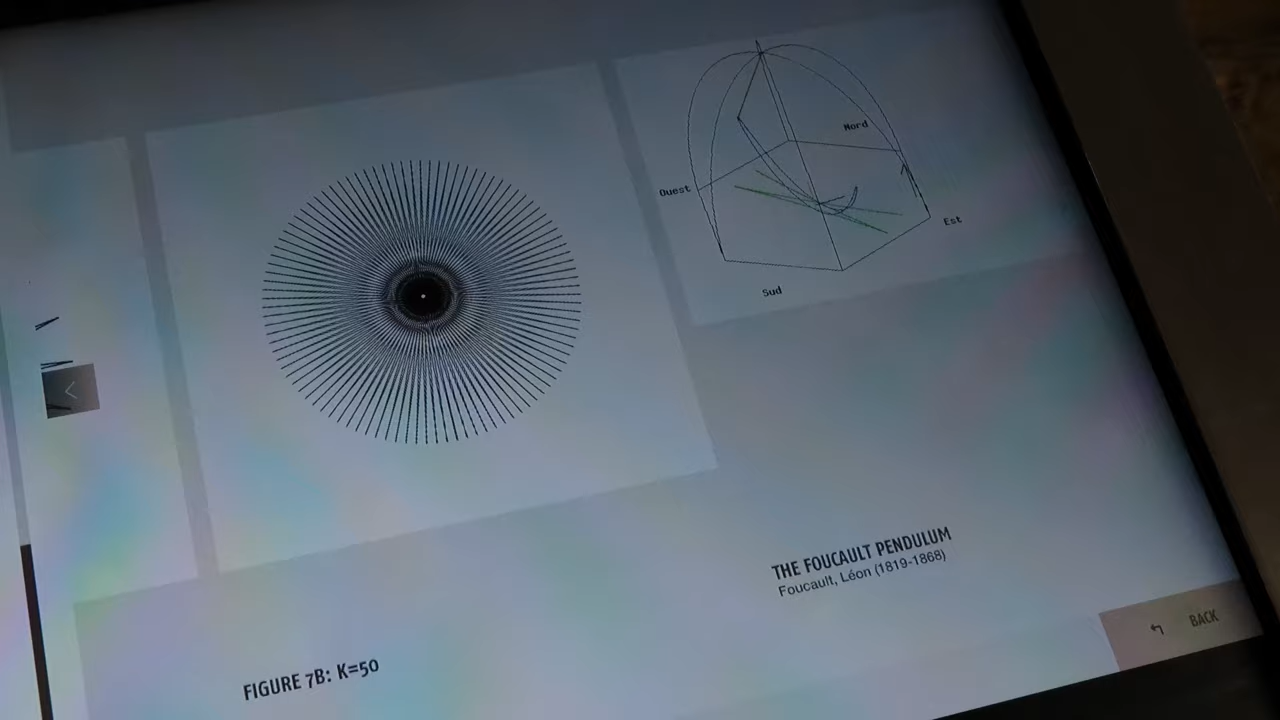 Nord
Ouest
Est
Sud
THE FOUCAULT PENDULUM
Foucault, Léon (1819-1868)
BACK
FIGURE 7B: K=50